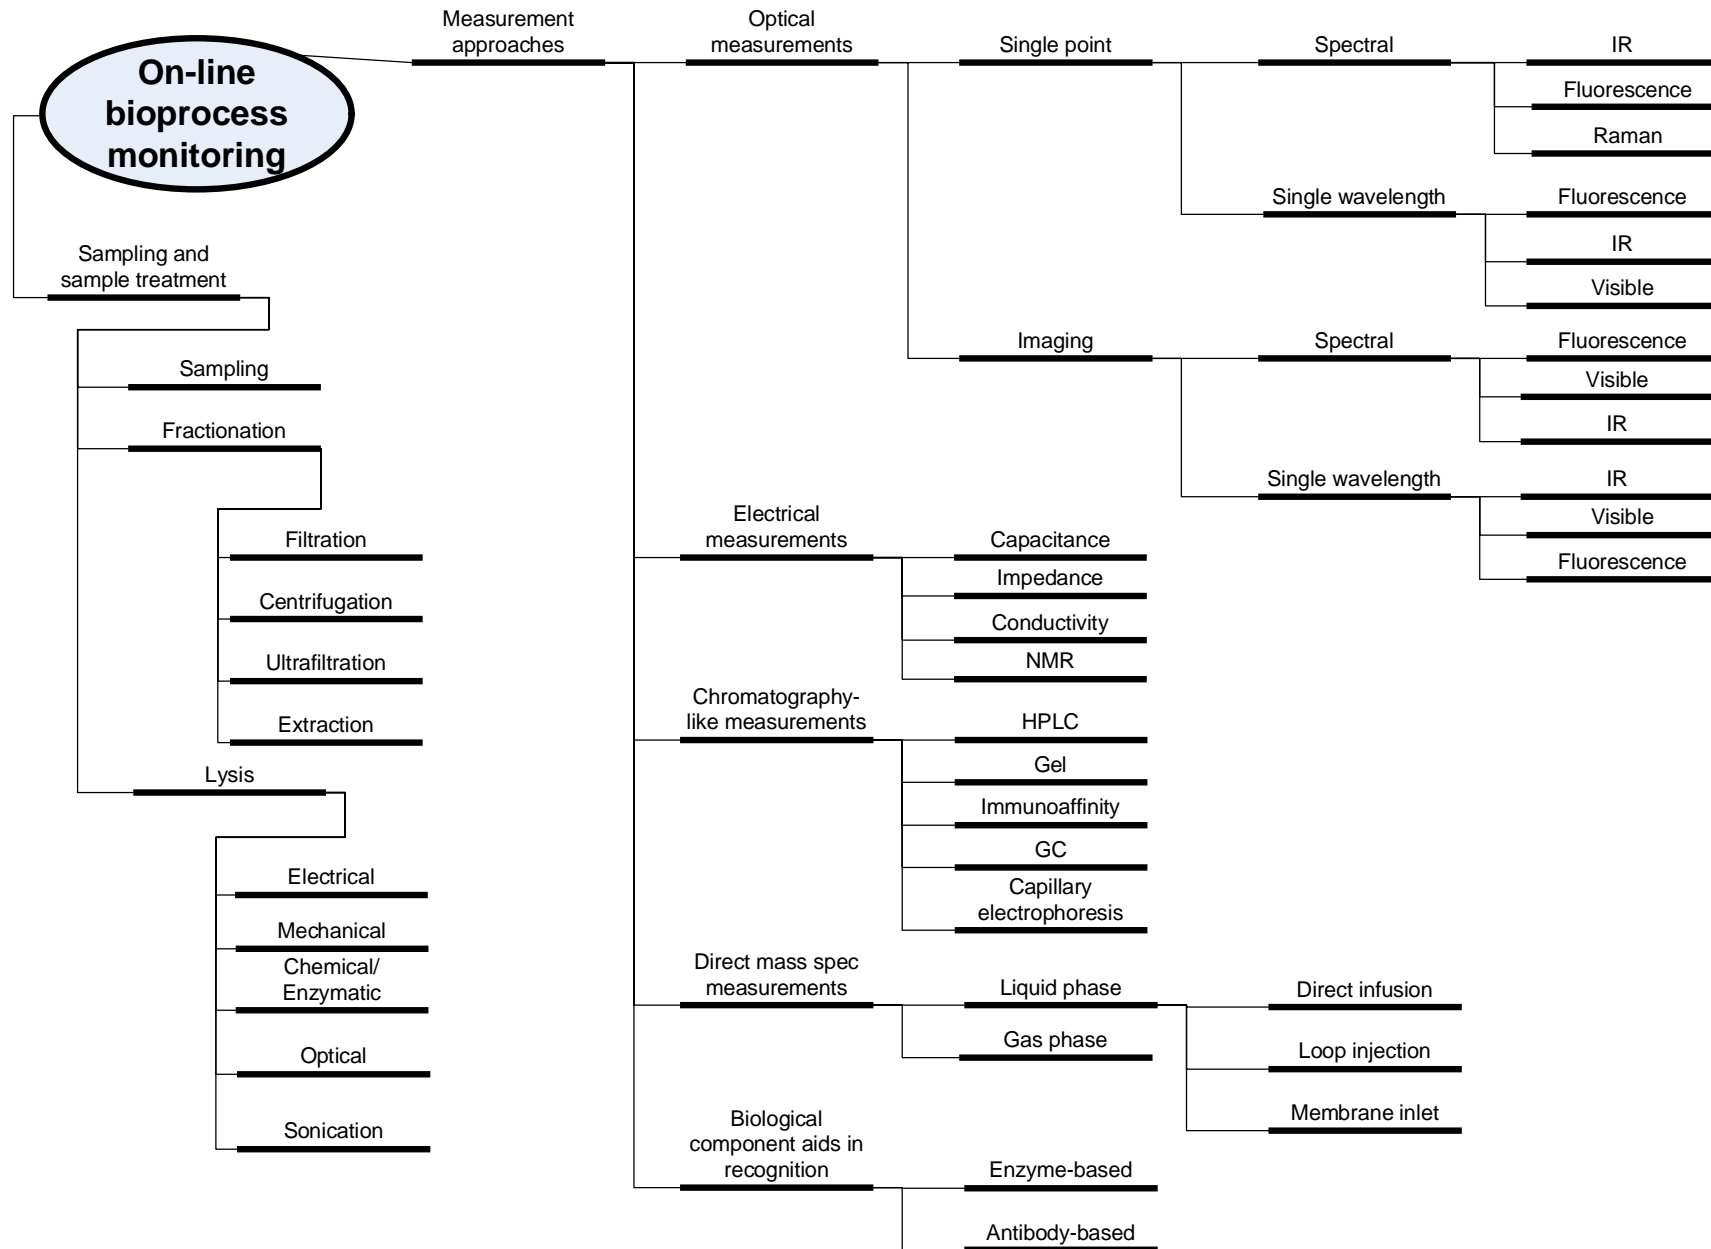 On-line
bioprocess
monitoring
Measurement
approaches
Optical
measurements
Single point
Spectral
IR
Fluorescence
Raman
Single wavelength
Fluorescence
IR
Visible
Imaging
Spectral
Fluorescence
Visible
IR
Single wavelength
IR
Visible
Fluorescence
Electrical
measurements
Capacitance
Impedance
Conductivity
NMR
Chromatography-
like measurements
HPLC
Gel
Immunoaffinity
GC
Capillary
electrophoresis
Direct mass spec
measurements
Liquid phase
Direct infusion
Loop injection
Membrane inlet
Gas phase
Biological
component aids in
recognition
Enzyme-based
Antibody-based
Sampling and
sample treatment
Sampling
Fractionation
Filtration
Centrifugation
Ultrafiltration
Extraction
Lysis
Electrical
Mechanical
Chemical/
Enzymatic
Optical
Sonication